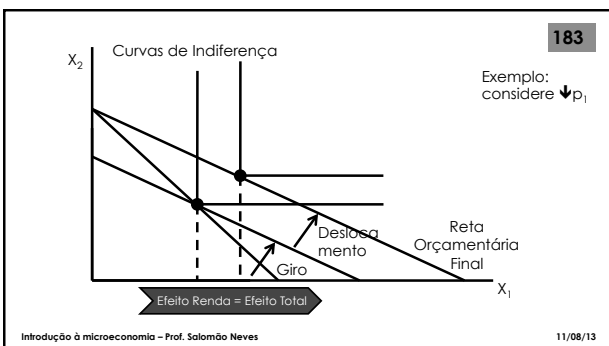 183
X2
Curvas de Indiferença
Exemplo:
considere 🡻p1
Desloca
mento
Giro
Reta
Orçamentária
Final
X1
Efeito Renda = Efeito Total
Introdução à microeconomia – Prof. Salomão Neves
11/08/13